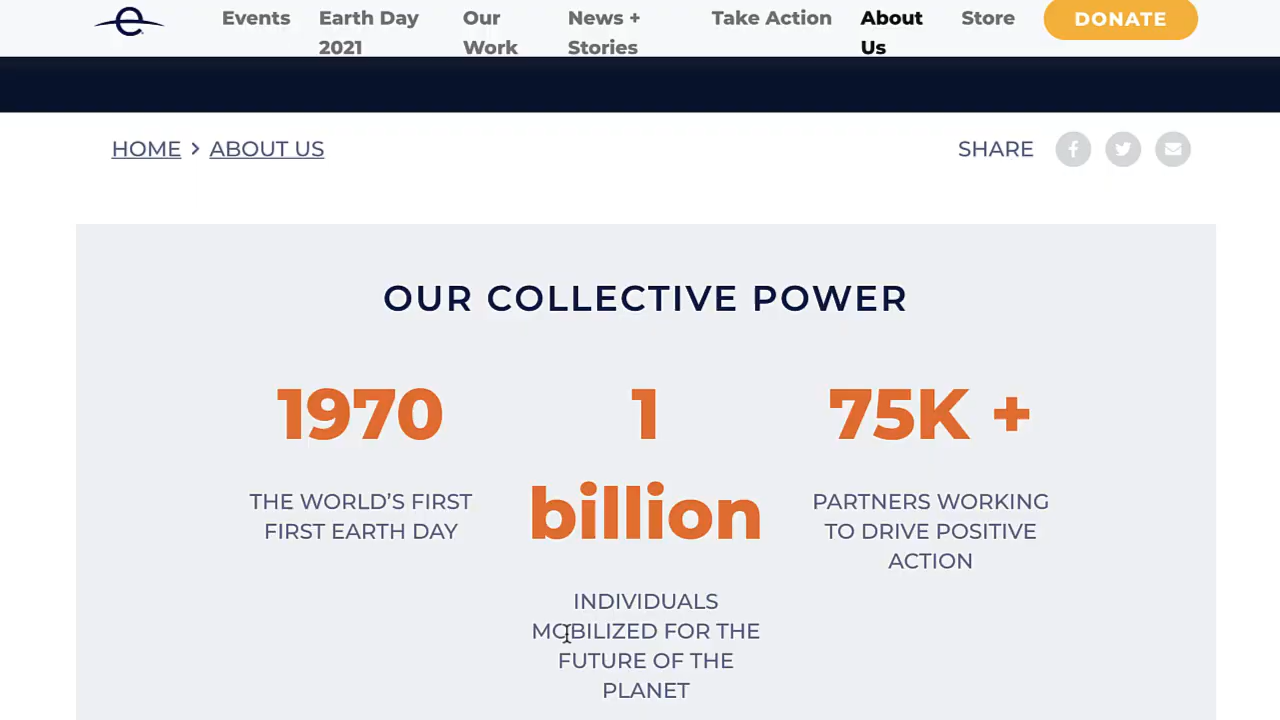 Events
Earth Day
2021
Our
Work
News +
Stories
Take Action
About
Us
Store
DONATE
HOME > ABOUT US
SHARE
OUR COLLECTIVE POWER
1970
THE WORLD'S FIRST
FIRST EARTH DAY
1
billion
INDIVIDUALS
MOBILIZED FOR THE
FUTURE OF THE
PLANET
75K +
PARTNERS WORKING
TO DRIVE POSITIVE
ACTION